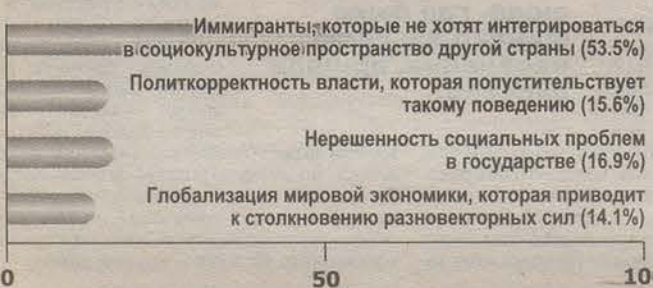 Иммигранты, которые не хотят интегрироваться
в социокультурное пространство другой страны (53.5%)
Политкорректность власти, которая попустительствует
такому поведению (15.6%)
Нерешенность социальных проблем
в государстве (16.9%)
Глобализация мировой экономики, которая приводит
к столкновению разновекторных сил (14.1%)
0 50 10